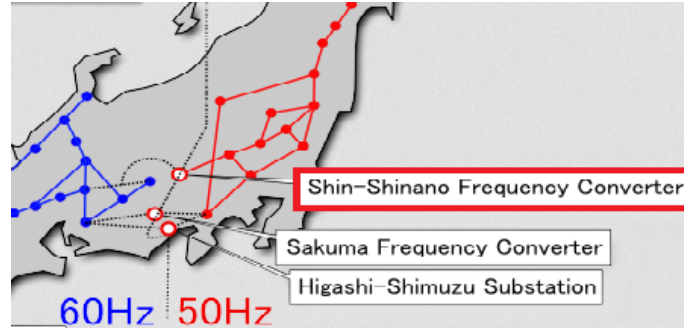 Shin-Shinano Frequency Converter
Sakuma Frequency Converter
Higashi-Shimuzu Substation
60Hz 50Hz